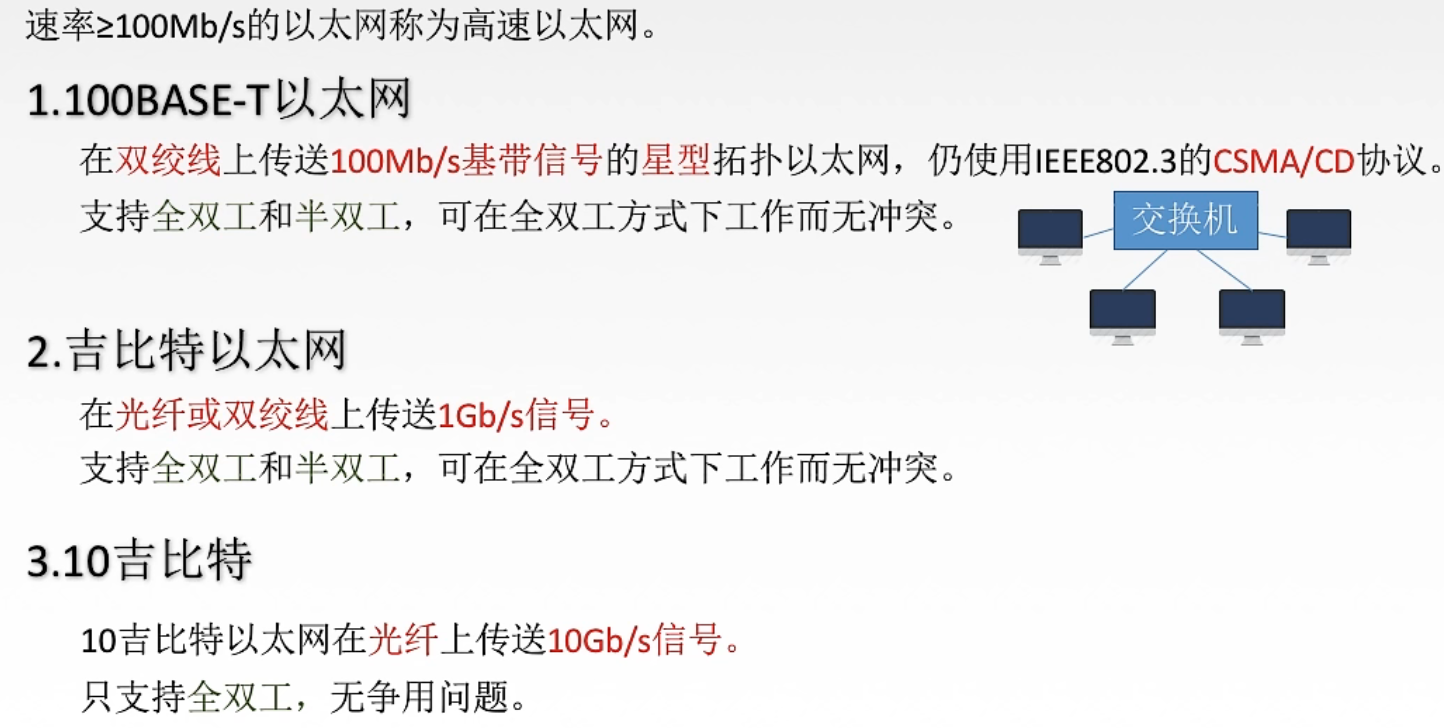 速率≥100Mb/s的以太网称为高速以太网。
1.100BASE-T以太网
在双绞线上传送100Mb/s基带信号的星型拓扑以太网，仍使用IEEE802.3的CSMA/CD协议。
支持全双工和半双工，可在全双工方式下工作而无冲突。
交换机
2.吉比特以太网
在光纤或双绞线上传送1Gb/s信号。
支持全双工和半双工，可在全双工方式下工作而无冲突。
3.10吉比特
10吉比特以太网在光纤上传送10Gb/s信号。
只支持全双工，无争用问题。